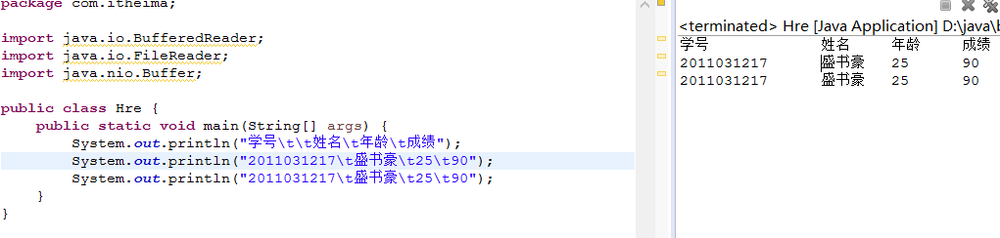 package com.itheima;
import java.io.BufferedReader;
import java.io.FileReader;
import java.nio.Buffer;
public class Hre {
public static void main(String[] args) {
System.out.println("学号\t\t姓名\t年龄\t成绩");
System.out.println("2011031217\t盛书豪\t25\t90");
System.out.println("2011031217\t盛书豪\t25\t90");
}
}
<terminated> Hre [Java Application] D:\java\
学号 姓名 年龄 成绩
2011031217 盛书豪 25 90
2011031217 盛书豪 25 90